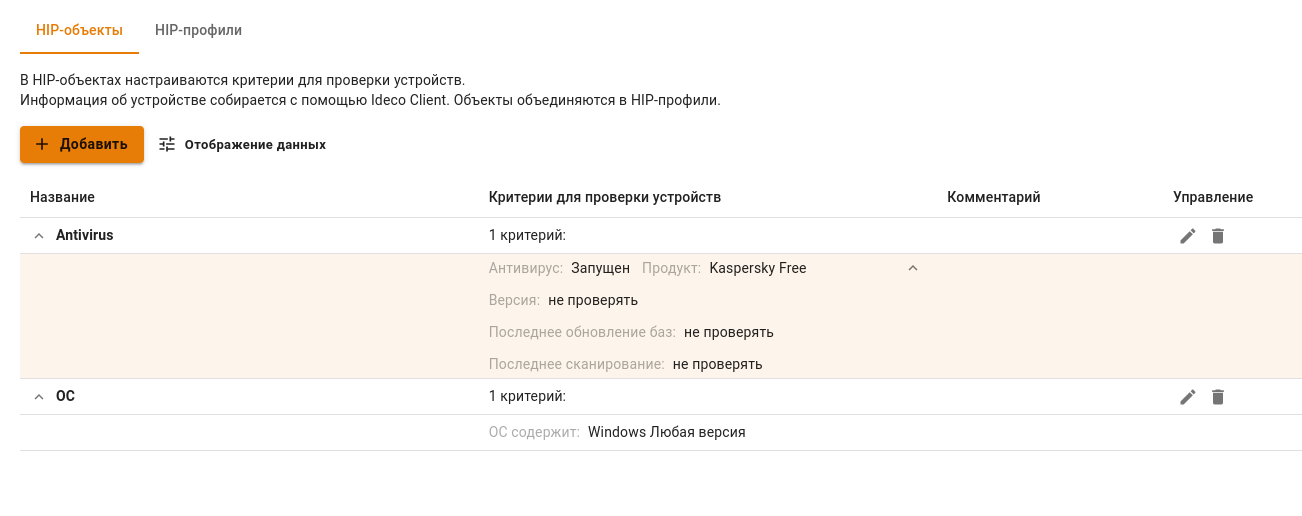 HIP-объекты HIP-профили
В HIP-объектах настраиваются критерии для проверки устройств.
Информация об устройстве собирается с помощью Ideco Client. Объекты объединяются в HIP-профили.
Добавить Отображение данных
Название Критерии для проверки устройств Комментарий Управление
Antivirus 1 критерий:
Антивирус: Запущен Продукт: Kaspersky Free
Версия: не проверять
Последнее обновление баз: не проверять
Последнее сканирование: не проверять
ОС 1 критерий:
ОС содержит: Windows Любая версия